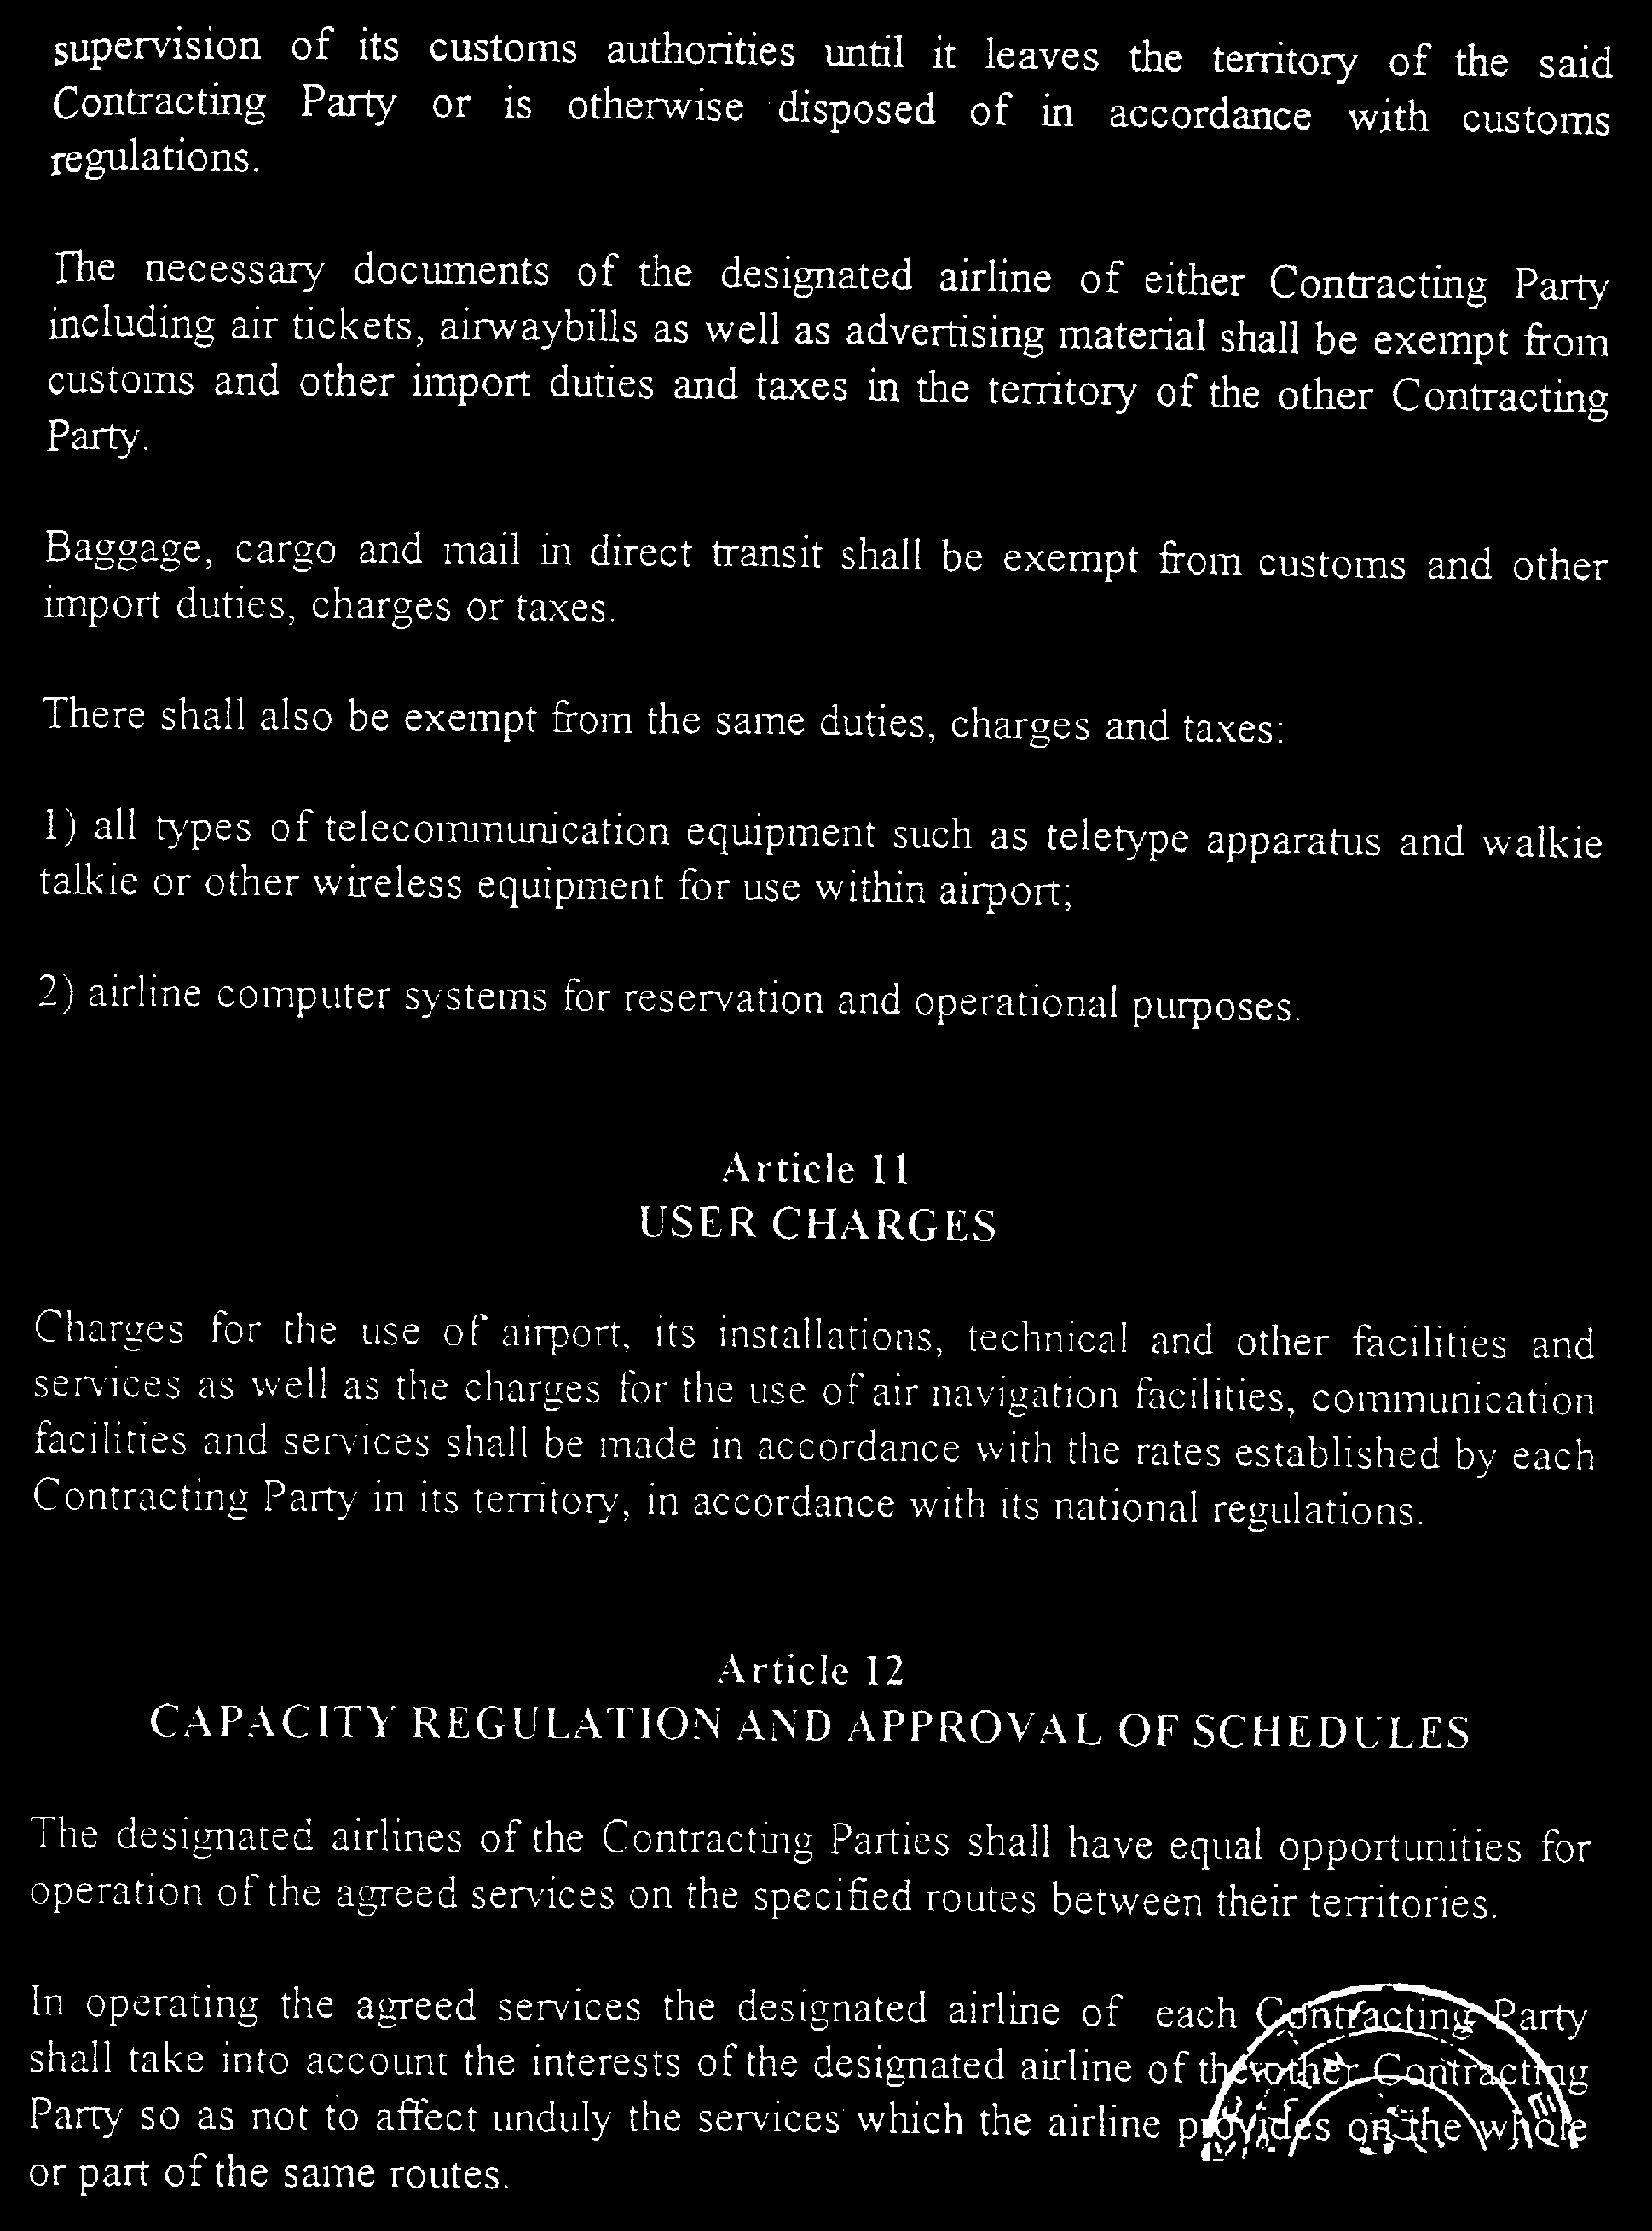 supervision of its customs authorities until it leaves the territory of the said
Contracting Party or is otherwise disposed of in accordance with customs
regulations.
The necessary documents of the designated airline of either Contracting Party
including air tickets, airwaybills as well as advertising material shall be exempt from
customs and other import duties and taxes in the territory of the other Contracting
Party.
Baggage, cargo and mail in direct transit shall be exempt from customs and other
import duties, charges or taxes.
There shall also be exempt from the same duties, charges and taxes:
1) all types of telecommunication equipment such as teletype apparatus and walkie
talkie or other wireless equipment for use within airport;
2) airline computer systems for reservation and operational purposes.
Article 11
USER CHARGES
Charges for the use of airport, its installations, technical and other facilities and
services as well as the charges for the use of air navigation facilities, communication
facilities and services shall be made in accordance with the rates established by each
Contracting Party in its territory, in accordance with its national regulations.
Article 12
CAPACITY REGULATION AND APPROVAL OF SCHEDULES
The designated airlines of the Contracting Parties shall have equal opportunities for
operation of the agreed services on the specified routes between their territories.
In operating the agreed services the designated airline of each Contracting Party
shall take into account the interests of the designated airline of the other Contracting
Party so as not to affect unduly the services which the airline provides on the whole
or part of the same routes.